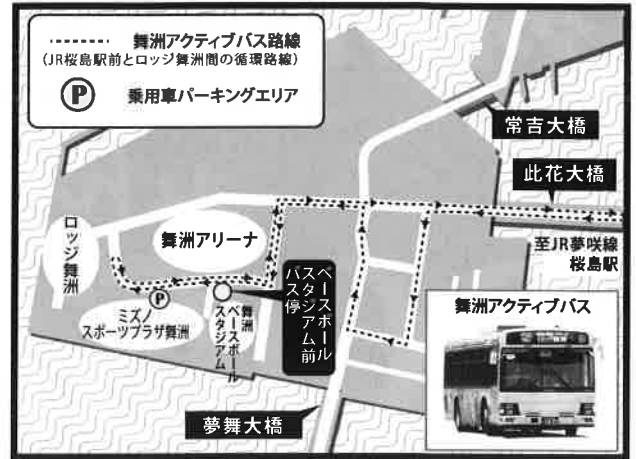 舞洲アクティブバス路線
(JR桜島駅前とロッジ舞洲間の循環路線)
P 乗用車パーキングエリア
常吉大橋
此花大橋
至JR夢咲線
桜島駅
ロッジ舞洲
舞洲アリーナ
ベースボール
スタジアム前
バス停
P
ミズノ
スポーツプラザ舞洲
舞洲
ベースボール
スタジアム
夢舞大橋
舞洲アクティブバス